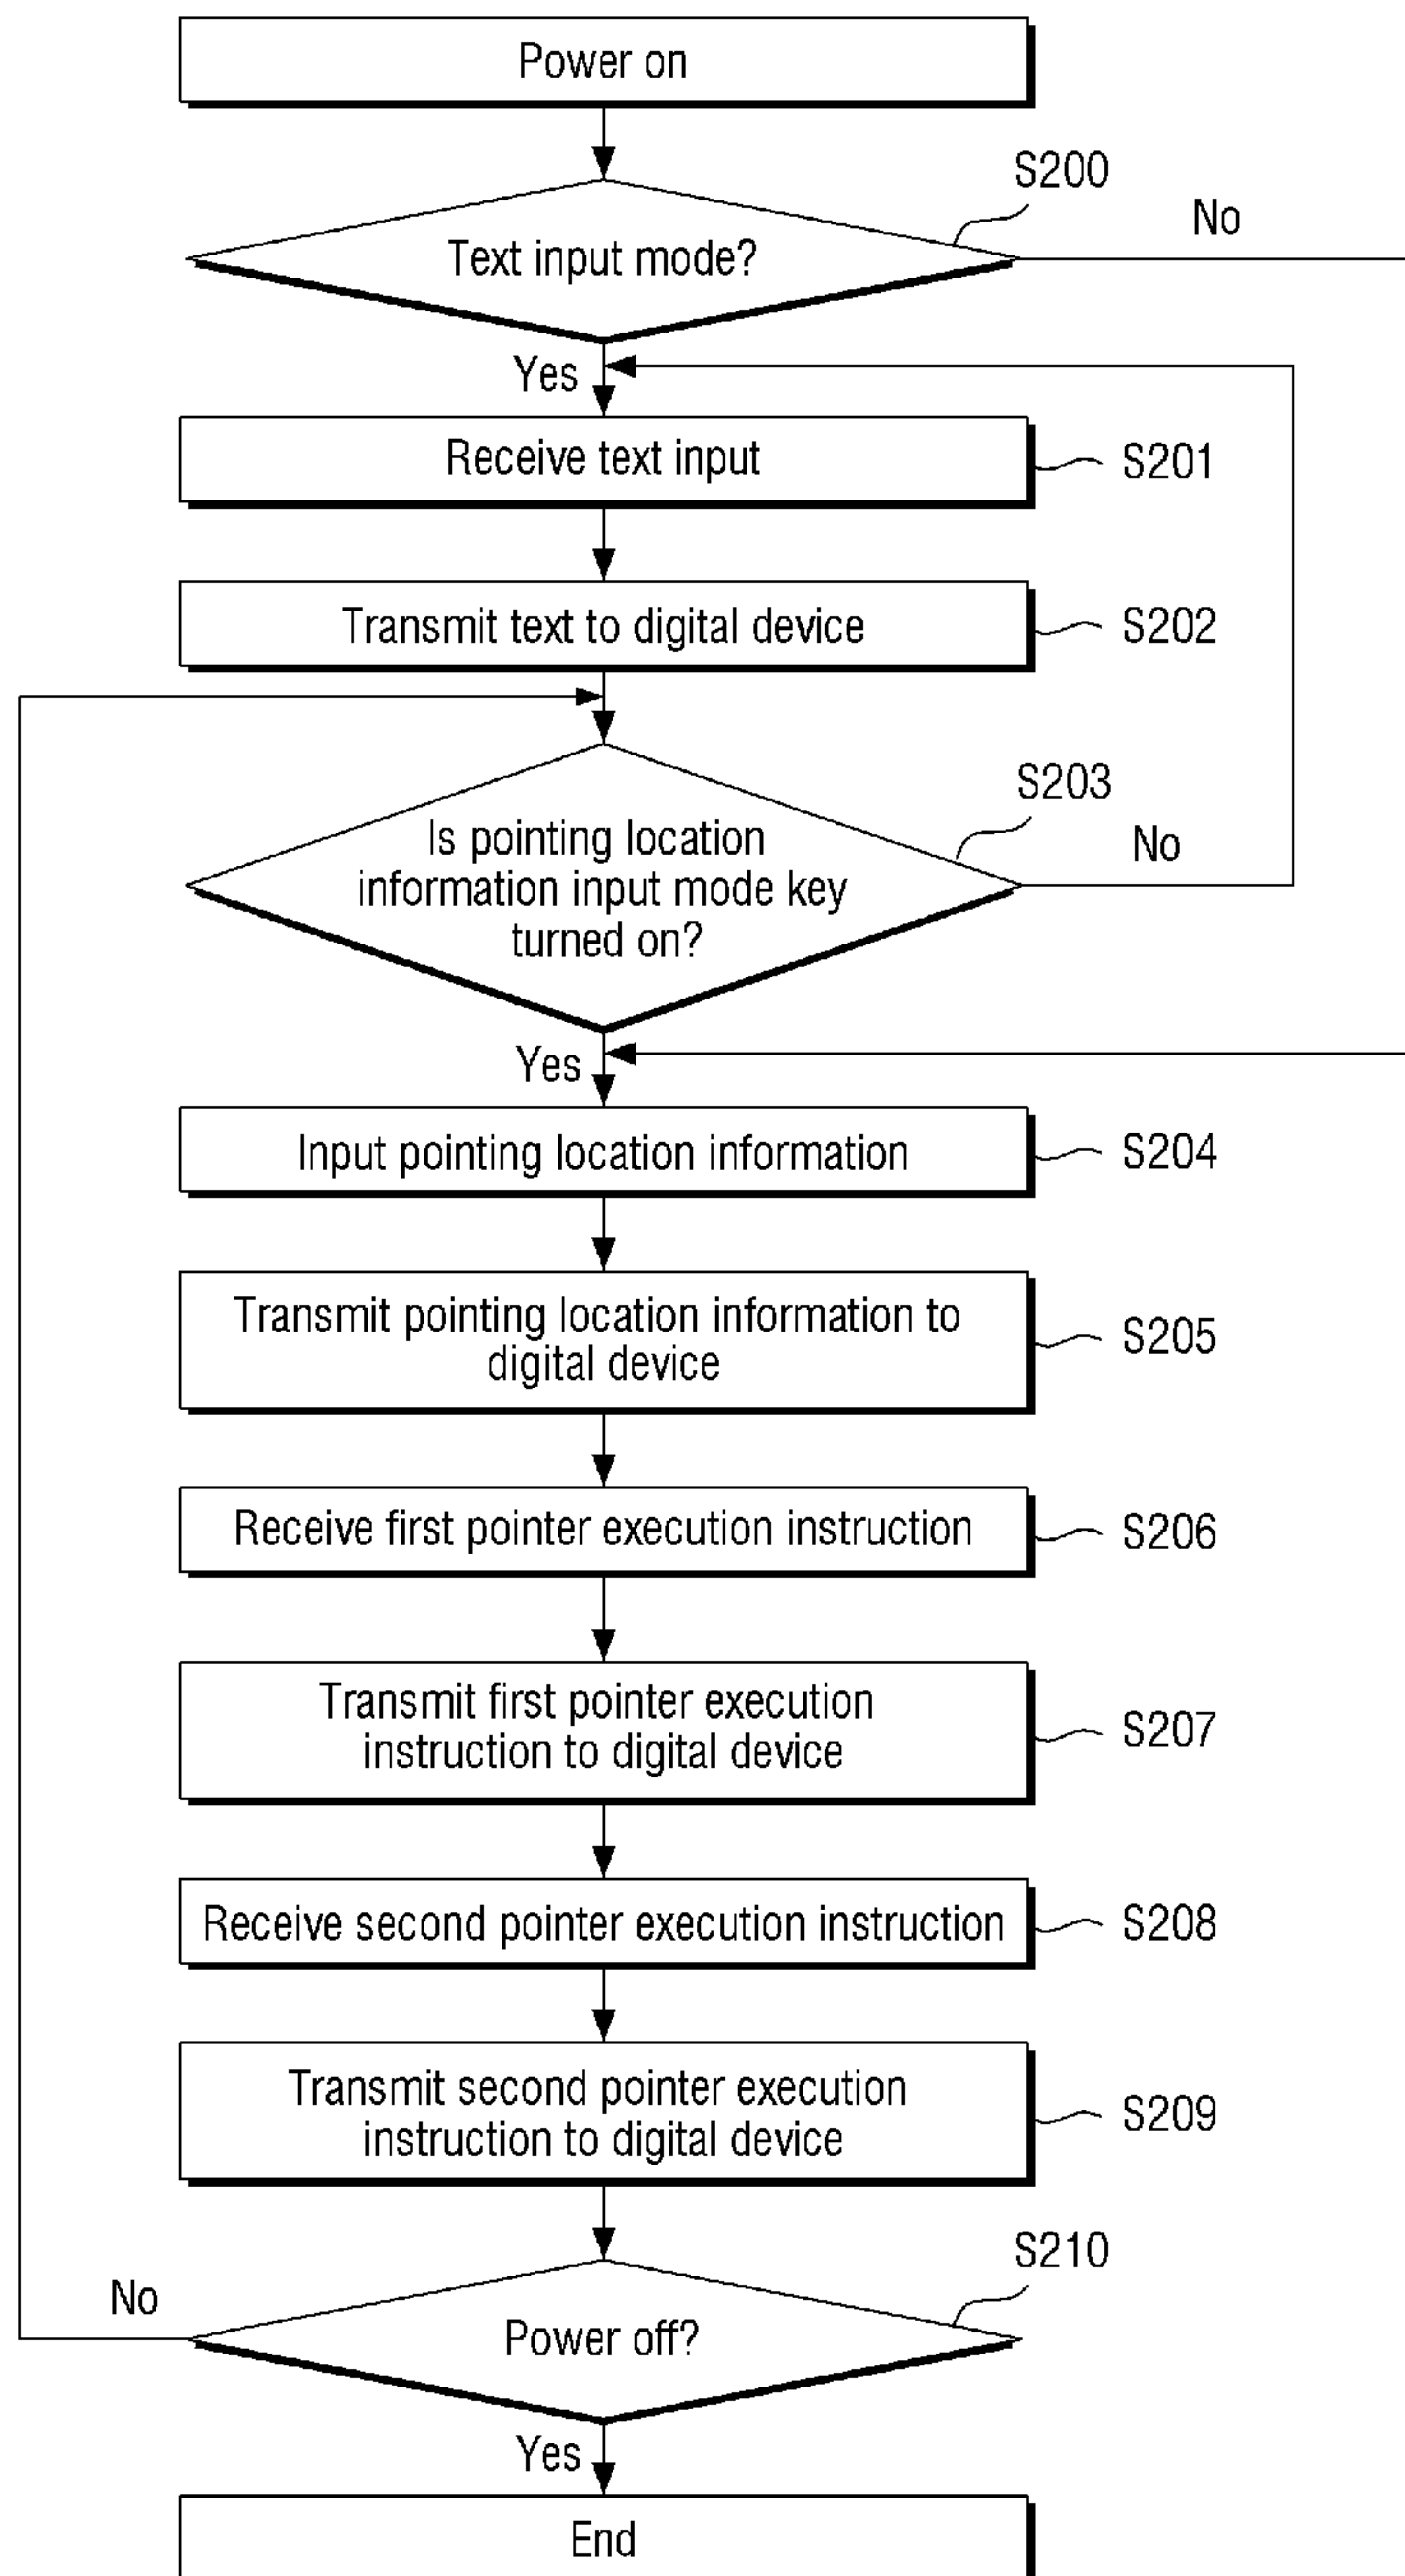 Power on
S200
No
Text input mode?
Yes
Receive text input
S201
Transmit text to digital device
S202
S203
Is pointing location
information input mode key
turned on?
No
Yes
Input pointing location information
S204
Transmit pointing location information to
digital device
S205
Receive first pointer execution instruction
S206
Transmit first pointer execution
instruction to digital device
S207
Receive second pointer execution instruction
S208
Transmit second pointer execution
instruction to digital device
S209
S210
No
Power off?
Yes
End